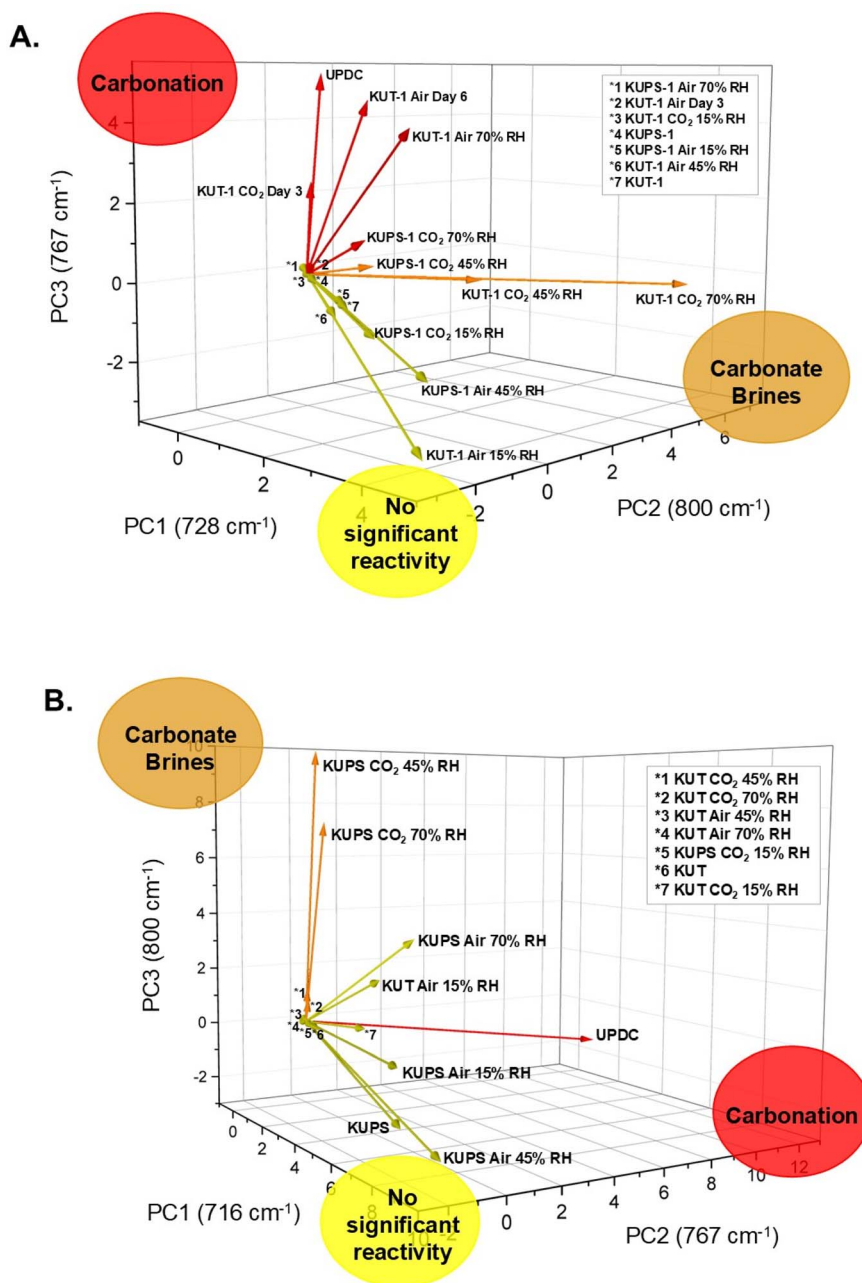 A.
Carbonation
UPDC
KUT-1 Air Day 6
KUT-1 Air 70% RH
KUT-1 CO₂ Day 3
KUPS-1 CO₂ 70% RH
KUPS-1 CO₂ 45% RH
KUT-1 CO₂ 45% RH
KUT-1 CO₂ 70% RH
*1
*2
*3
*4
*5
*7
*6
KUPS-1 CO₂ 15% RH
KUPS-1 Air 45% RH
KUT-1 Air 15% RH
*1 KUPS-1 Air 70% RH
*2 KUT-1 Air Day 3
*3 KUT-1 CO₂ 15% RH
*4 KUPS-1
*5 KUPS-1 Air 15% RH
*6 KUT-1 Air 45% RH
*7 KUT-1
Carbonate
Brines
No
significant
reactivity
PC3 (767 cm⁻¹)
4
2
0
-2
PC1 (728 cm⁻¹)
0
2
4
PC2 (800 cm⁻¹)
-2
0
2
4
6
B.
Carbonate
Brines
KUPS CO₂ 45% RH
KUPS CO₂ 70% RH
KUPS Air 70% RH
KUT Air 15% RH
*1
*2
*3
*4
*5
*6
*7
UPDC
KUPS Air 15% RH
KUPS
KUPS Air 45% RH
*1 KUT CO₂ 45% RH
*2 KUT CO₂ 70% RH
*3 KUT Air 45% RH
*4 KUT Air 70% RH
*5 KUPS CO₂ 15% RH
*6 KUT
*7 KUT CO₂ 15% RH
Carbonation
No
significant
reactivity
PC3 (800 cm⁻¹)
10
8
6
4
2
0
-2
PC1 (716 cm⁻¹)
0
2
4
6
8
10
PC2 (767 cm⁻¹)
-2
0
2
4
6
8
10
12